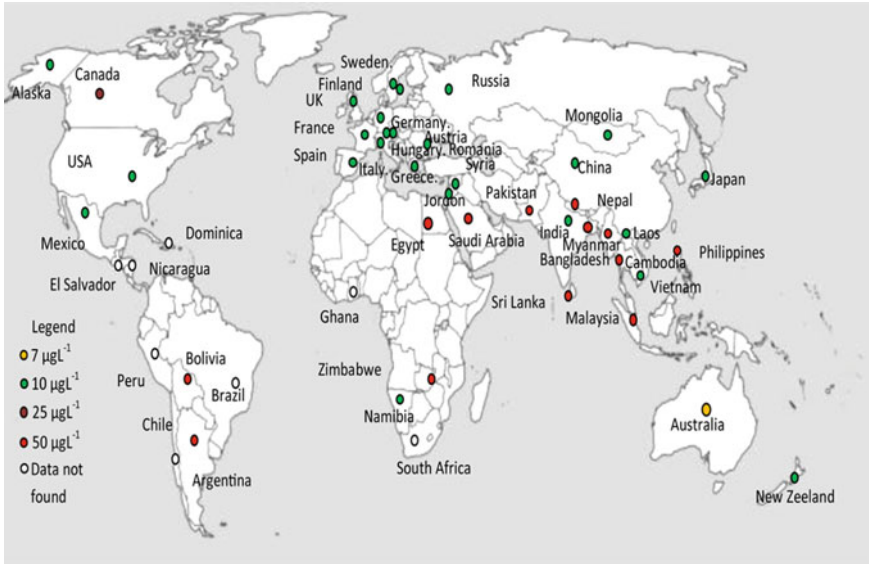 Sweden.
Canada
Finland
Russia
Alaska
UK
Mongolia
Germany.
France
Austria
USA
Hungary. Romania
Spain
Italy.
Syria
China
Greece.
Japan
Jordon
Pakistan
Nepal
Mexico
Dominica
Egypt
Saudi Arabia
India
Laos
Myanmar
Philippines
Bangladesh
Cambodia
El Salvador
Nicaragua
Vietnam
Ghana
Sri Lanka
Malaysia
Legend
7 µgL⁻¹
10 µgL⁻¹
25 µgL⁻¹
50 µgL⁻¹
Data not
found
Bolivia
Peru
Brazil
Zimbabwe
Chile
Namibia
Australia
South Africa
Argentina
New Zeeland